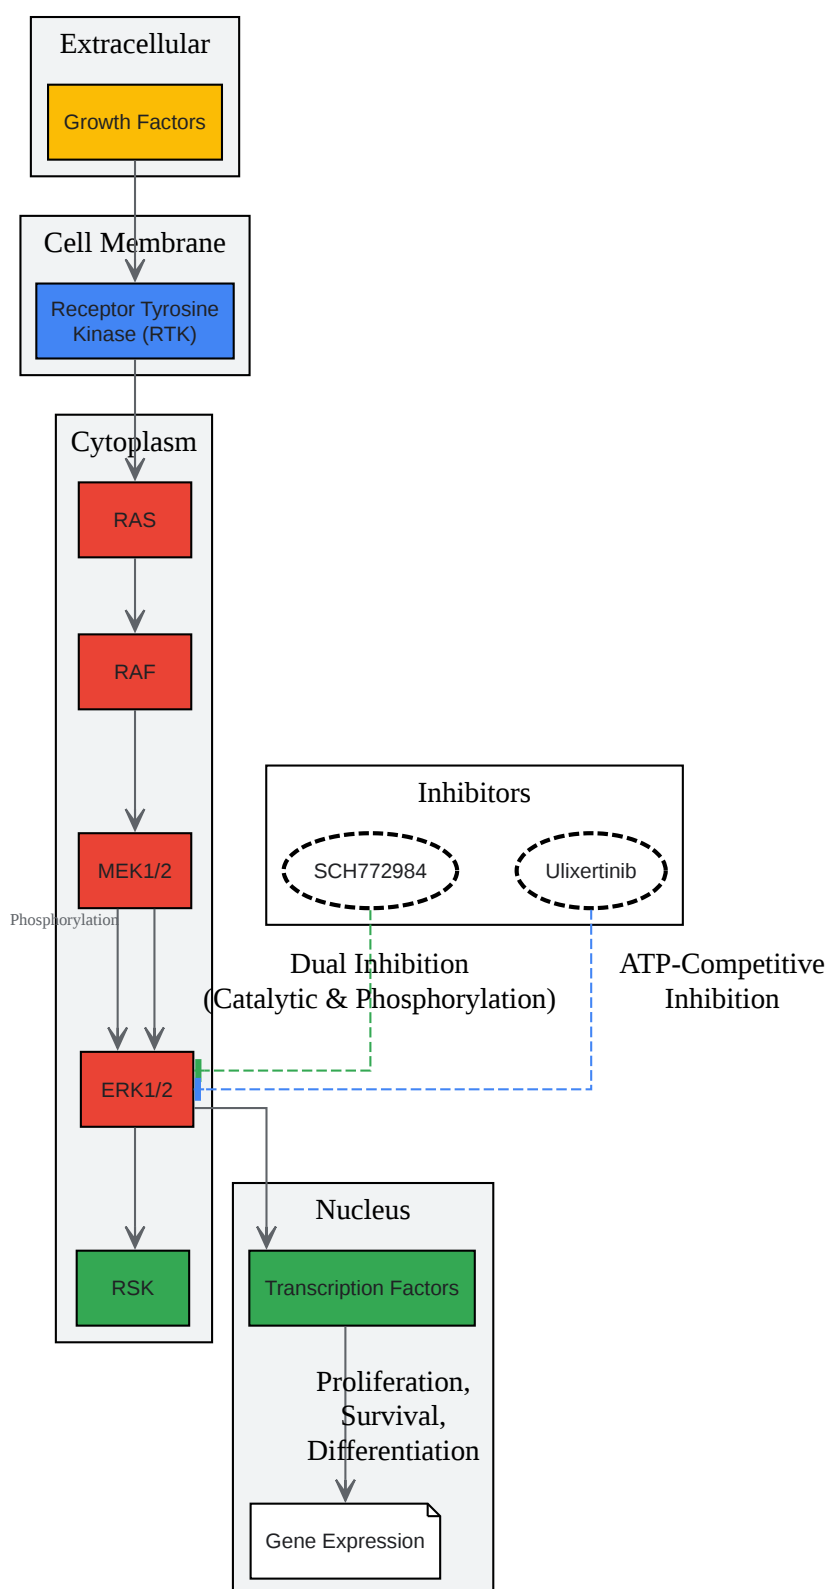 Extracellular
Growth Factors
Cell Membrane
Receptor Tyrosine
Kinase (RTK)
Cytoplasm
RAS
RAF
Inhibitors
MEK1/2
SCH772984
Ulixertinib
Phosphorylation
Dual Inhibition
(Catalytic & Phosphorylation)
ATP-Competitive
Inhibition
ERK1/2
Nucleus
RSK
Transcription Factors
Proliferation,
Survival,
Differentiation
Gene Expression